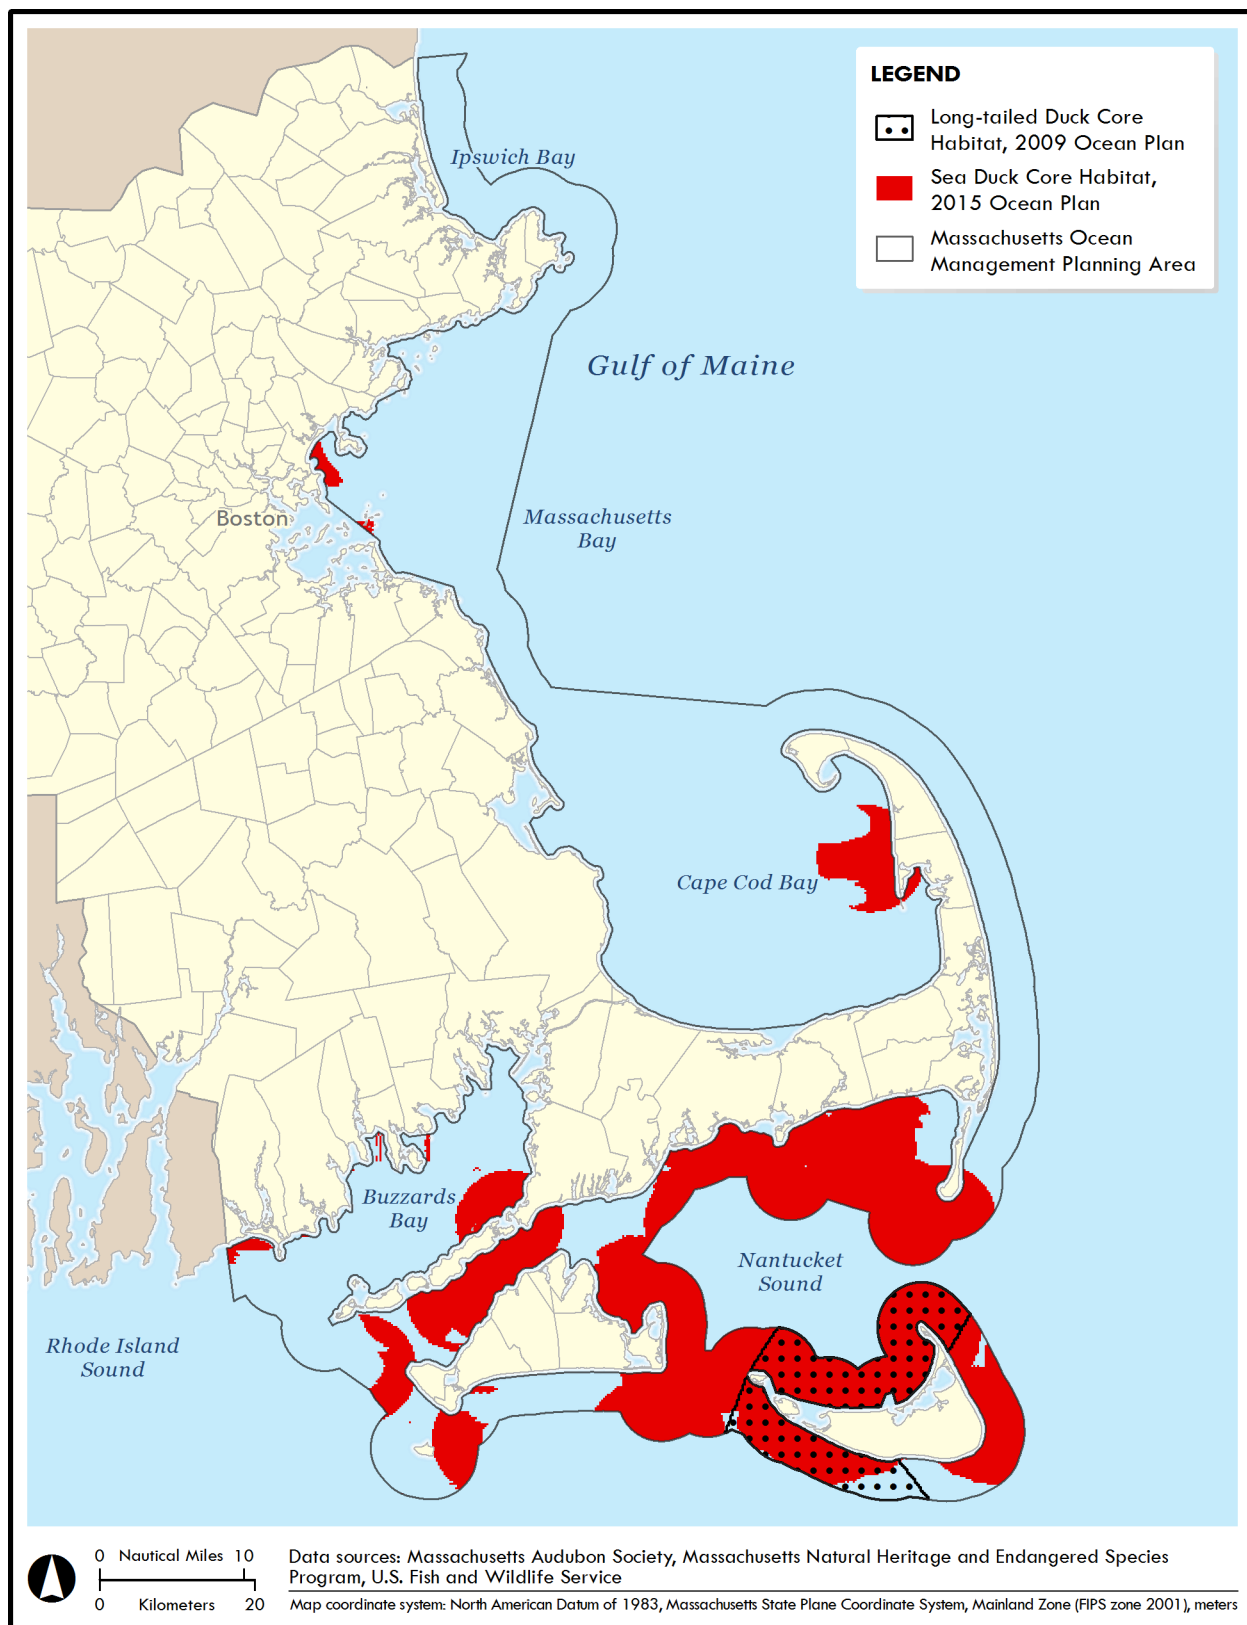 LEGEND
Long-tailed Duck Core
Habitat, 2009 Ocean Plan
Sea Duck Core Habitat,
2015 Ocean Plan
Massachusetts Ocean
Management Planning Area
Ipswich Bay
Gulf of Maine
Boston
Massachusetts
Bay
Cape Cod Bay
Buzzards
Bay
Nantucket
Sound
Rhode Island
Sound
0 Nautical Miles 10
0 Kilometers 20
Data sources: Massachusetts Audubon Society, Massachusetts Natural Heritage and Endangered Species
Program, U.S. Fish and Wildlife Service
Map coordinate system: North American Datum of 1983, Massachusetts State Plane Coordinate System, Mainland Zone (FIPS zone 2001), meters